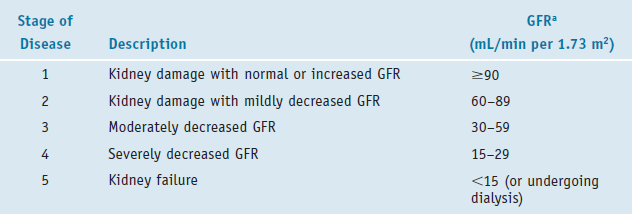 Stage of Disease Description GFRᵃ (mL/min per 1.73 m²)
1 Kidney damage with normal or increased GFR ≥90
2 Kidney damage with mildly decreased GFR 60–89
3 Moderately decreased GFR 30–59
4 Severely decreased GFR 15–29
5 Kidney failure <15 (or undergoing
dialysis)